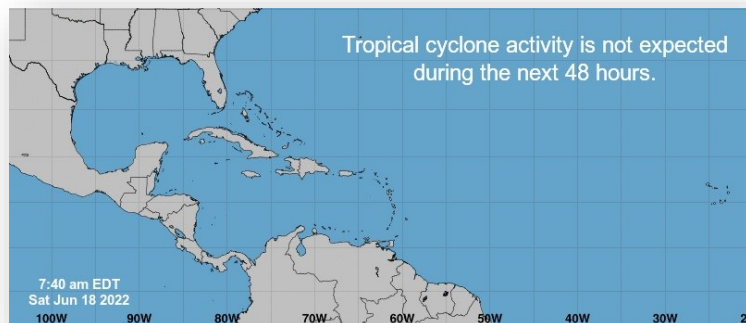 Tropical cyclone activity is not expected
during the next 48 hours.
7:40 am EDT
Sat Jun 18 2022
100W 90W 80W 70W 60W 50W 40W 30W 2